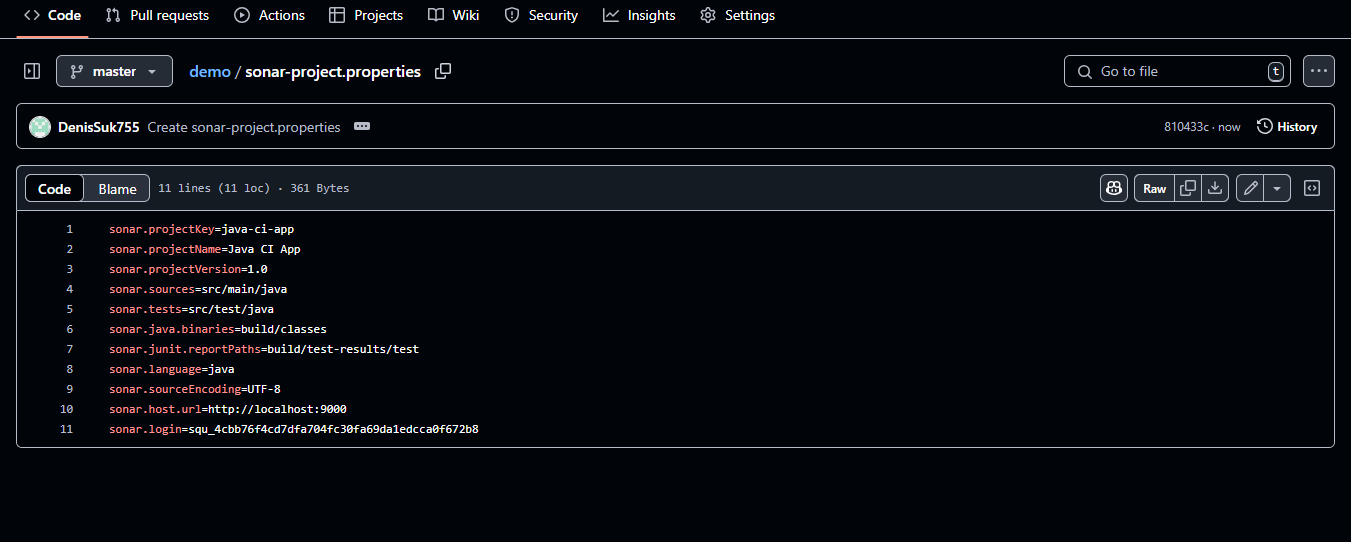 Code Pull requests Actions Projects Wiki Security Insights Settings
master demo / sonar-project.properties Go to file t
DenisSuk755 Create sonar-project.properties 810433c · now History
Code Blame 11 lines (11 loc) · 361 Bytes Raw
1 sonar.projectKey=java-ci-app
2 sonar.projectName=Java CI App
3 sonar.projectVersion=1.0
4 sonar.sources=src/main/java
5 sonar.tests=src/test/java
6 sonar.java.binaries=build/classes
7 sonar.junit.reportPaths=build/test-results/test
8 sonar.language=java
9 sonar.sourceEncoding=UTF-8
10 sonar.host.url=http://localhost:9000
11 sonar.login=squ_4cbb76f4cd7dfa704fc30fa69da1edcca0f672b8